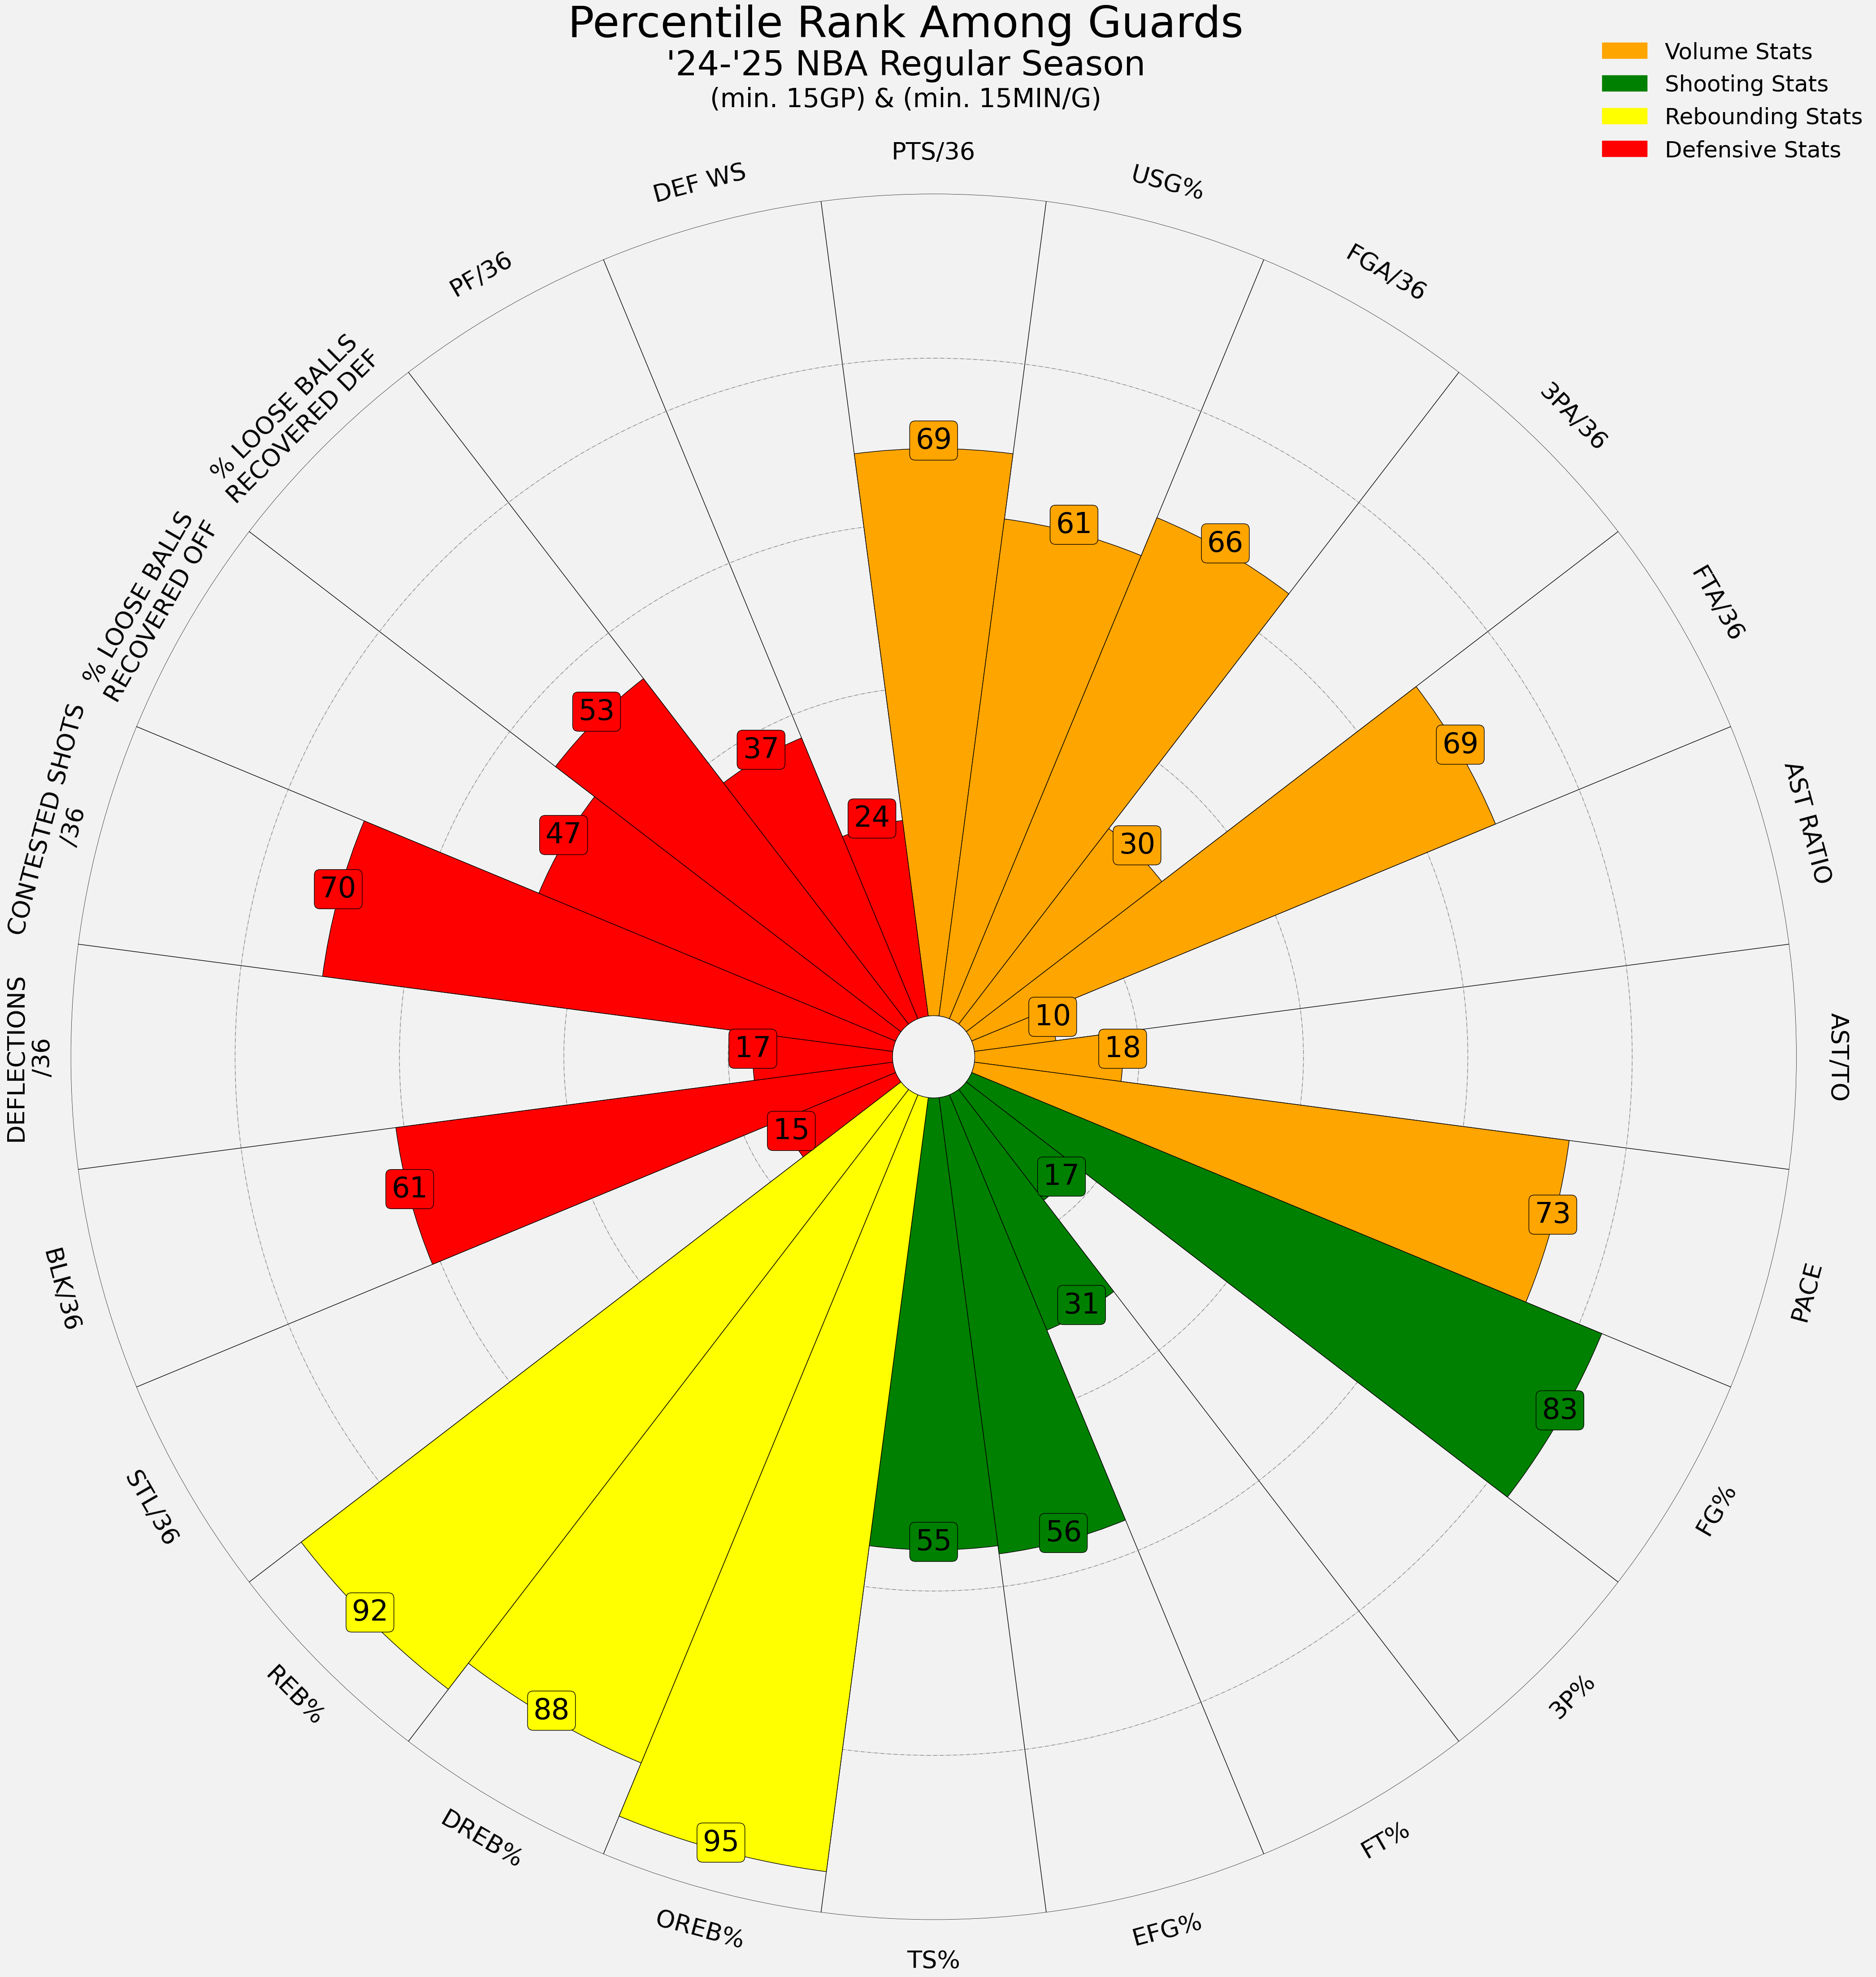 Percentile Rank Among Guards
'24-'25 NBA Regular Season
(min. 15GP) & (min. 15MIN/G)
Volume Stats
Shooting Stats
Rebounding Stats
Defensive Stats
PTS/36
USG%
FGA/36
3PA/36
FTA/36
AST RATIO
AST/TO
PACE
FG%
3P%
FT%
EFG%
TS%
OREB%
DREB%
REB%
STL/36
BLK/36
DEFLECTIONS
/36
CONTESTED SHOTS
/36
% LOOSE BALLS
RECOVERED OFF
% LOOSE BALLS
RECOVERED DEF
PF/36
DEF WS
69
61
66
30
69
10
18
73
83
17
31
56
55
95
88
92
15
61
17
70
47
53
37
24